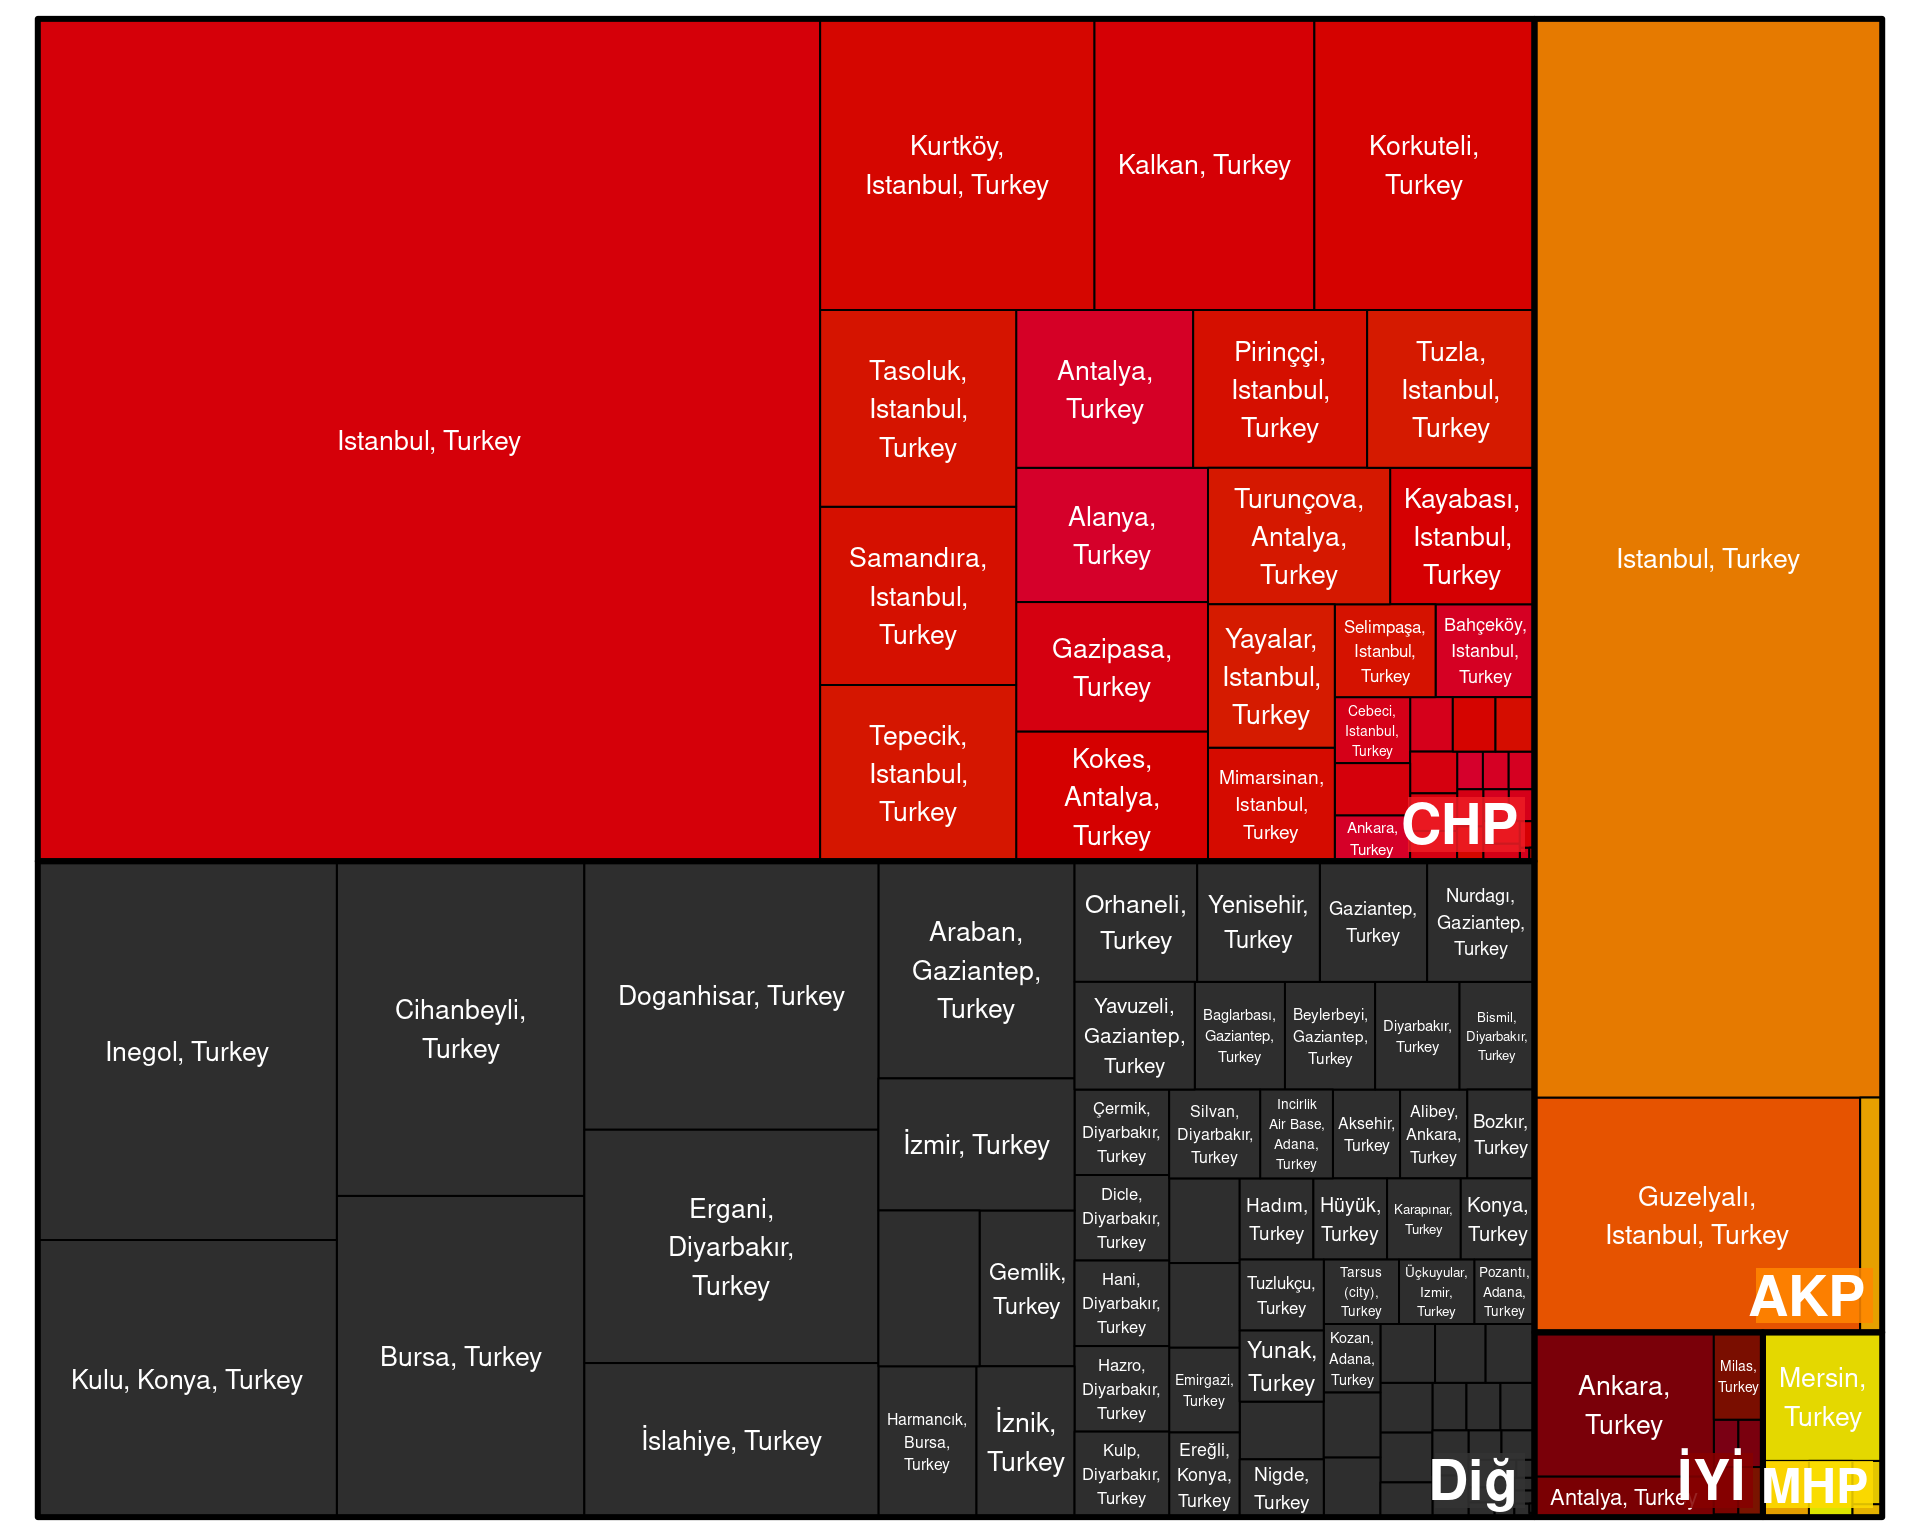 Istanbul, Turkey
Kurtköy,
Istanbul, Turkey
Kalkan, Turkey
Korkuteli,
Turkey
Tasoluk,
Istanbul,
Turkey
Antalya,
Turkey
Pirinççi,
Istanbul,
Turkey
Tuzla,
Istanbul,
Turkey
Samandıra,
Istanbul,
Turkey
Alanya,
Turkey
Turunçova,
Antalya,
Turkey
Kayabası,
Istanbul,
Turkey
Gazipasa,
Turkey
Yayalar,
Istanbul,
Turkey
Selimpaşa,
Istanbul,
Turkey
Bahçeköy,
Istanbul,
Turkey
Tepecik,
Istanbul,
Turkey
Kokes,
Antalya,
Turkey
Mimarsinan,
Istanbul,
Turkey
Cebeci,
Istanbul,
Turkey
Ankara,
Turkey
CHP
Istanbul, Turkey
Guzelyalı,
Istanbul, Turkey
AKP
Inegol, Turkey
Kulu, Konya, Turkey
Cihanbeyli,
Turkey
Bursa, Turkey
Doganhisar, Turkey
Ergani,
Diyarbakır,
Turkey
İslahiye, Turkey
Araban,
Gaziantep,
Turkey
İzmir, Turkey
Gemlik,
Turkey
Harmancık,
Bursa,
Turkey
İznik,
Turkey
Orhaneli,
Turkey
Yenisehir,
Turkey
Gaziantep,
Turkey
Nurdagı,
Gaziantep,
Turkey
Yavuzeli,
Gaziantep,
Turkey
Baglarbası,
Gaziantep,
Turkey
Beylerbeyi,
Gaziantep,
Turkey
Diyarbakır,
Turkey
Bismil,
Diyarbakır,
Turkey
Çermik,
Diyarbakır,
Turkey
Silvan,
Diyarbakır,
Turkey
Incirlik
Air Base,
Adana,
Turkey
Aksehir,
Turkey
Alibey,
Ankara,
Turkey
Bozkır,
Turkey
Dicle,
Diyarbakır,
Turkey
Hadım,
Turkey
Hüyük,
Turkey
Karapınar,
Turkey
Konya,
Turkey
Hani,
Diyarbakır,
Turkey
Tuzlukçu,
Turkey
Tarsus
(city),
Turkey
Üçkuyular,
Izmir,
Turkey
Pozantı,
Adana,
Turkey
Hazro,
Diyarbakır,
Turkey
Emirgazi,
Turkey
Yunak,
Turkey
Kozan,
Adana,
Turkey
Kulp,
Diyarbakır,
Turkey
Ereğli,
Konya,
Turkey
Nigde,
Turkey
Diğ
Ankara,
Turkey
Milas,
Turkey
Antalya, Turkey
İYİ
Mersin,
Turkey
MHP